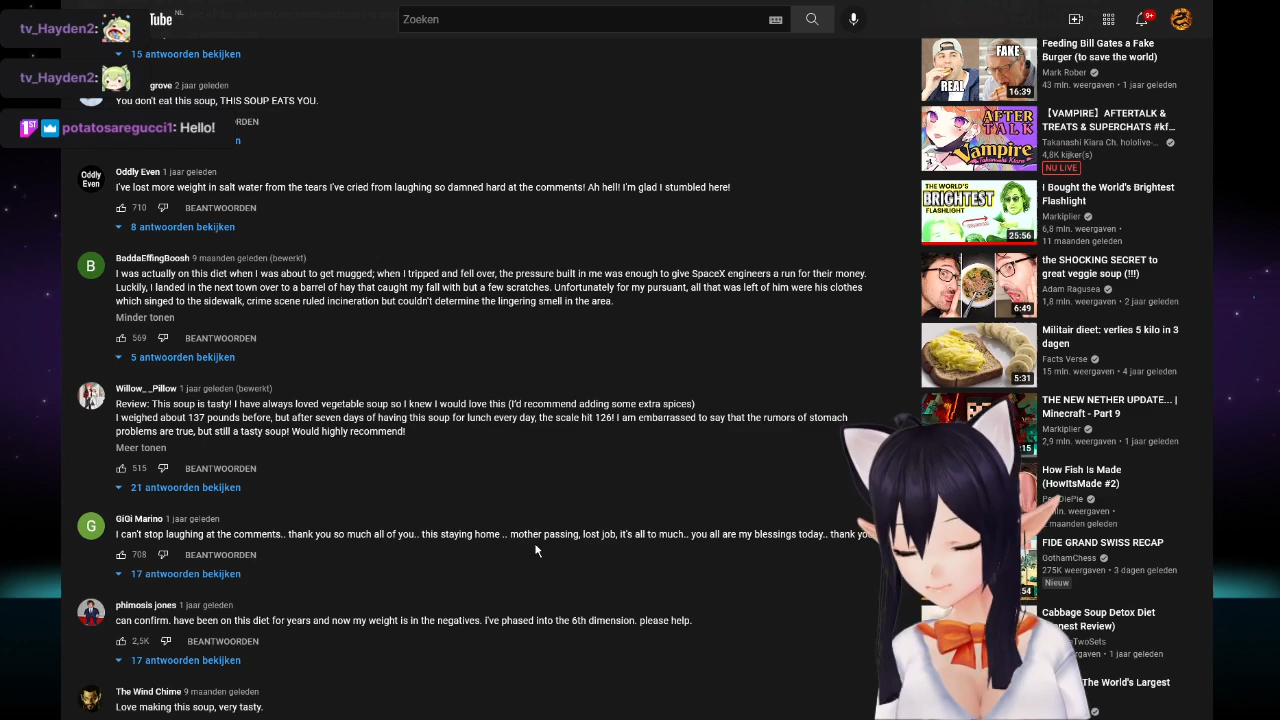 tv_Hayden2:
Tube NL
Zoeken
9+
15 antwoorden bekijken
tv_Hayden2:
grove 2 jaar geleden
You don't eat this soup, THIS SOUP EATS YOU.
potatosaregucci1: Hello!
Oddly Even
Oddly Even 1 jaar geleden
I've lost more weight in salt water from the tears I've cried from laughing so damned hard at the comments! Ah hell! I'm glad I stumbled here!
710 BEANTWOORDEN
8 antwoorden bekijken
B
BaddaEffingBoosh 9 maanden geleden (bewerkt)
I was actually on this diet when I was about to get mugged; when I tripped and fell over, the pressure built in me was enough to give SpaceX engineers a run for their money.
Luckily, I landed in the next town over to a barrel of hay that caught my fall with but a few scratches. Unfortunately for my pursuant, all that was left of him were his clothes
which singed to the sidewalk, crime scene ruled incineration but couldn't determine the lingering smell in the area.
Minder tonen
569 BEANTWOORDEN
5 antwoorden bekijken
Willow_ _Pillow 1 jaar geleden (bewerkt)
Review: This soup is tasty! I have always loved vegetable soup so I knew I would love this (I'd recommend adding some extra spices)
I weighed about 137 pounds before, but after seven days of having this soup for lunch every day, the scale hit 126! I am embarrassed to say that the rumors of stomach
problems are true, but still a tasty soup! Would highly recommend!
Meer tonen
515 BEANTWOORDEN
21 antwoorden bekijken
G
GiGi Marino 1 jaar geleden
I can't stop laughing at the comments.. thank you so much all of you.. this staying home .. mother passing, lost job, it's all to much.. you all are my blessings today.. thank yo
708 BEANTWOORDEN
17 antwoorden bekijken
phimosis jones 1 jaar geleden
can confirm. have been on this diet for years and now my weight is in the negatives. i've phased into the 6th dimension. please help.
2,5K BEANTWOORDEN
17 antwoorden bekijken
The Wind Chime 9 maanden geleden
Love making this soup, very tasty.
REAL
FAKE
16:39
Feeding Bill Gates a Fake
Burger (to save the world)
Mark Rober
43 mln. weergaven • 1 jaar geleden
AFTER
TALK
Vampire
【VAMPIRE】AFTERTALK &
TREATS & SUPERCHATS #kf...
Takanashi Kiara Ch. hololive-...
4,8K kijker(s)
NU LIVE
THE WORLD'S
BRIGHTEST
FLASHLIGHT
25:56
I Bought the World's Brightest
Flashlight
Markiplier
6,8 mln. weergaven •
11 maanden geleden
6:49
the SHOCKING SECRET to
great veggie soup (!!!)
Adam Ragusea
1,8 mln. weergaven • 2 jaar geleden
5:31
Militair dieet: verlies 5 kilo in 3
dagen
Facts Verse
15 mln. weergaven • 4 jaar geleden
:15
THE NEW NETHER UPDATE... |
Minecraft - Part 9
Markiplier
2,9 mln. weergaven • 1 jaar geleden
How Fish Is Made
(HowItsMade #2)
DiePie
weergaven •
maanden geleden
:54
FIDE GRAND SWISS RECAP
GothamChess
275K weergaven • 3 dagen geleden
Nieuw
Cabbage Soup Detox Diet
nest Review)
TwoSets
weergaven • 1 jaar geleden
The World's Largest